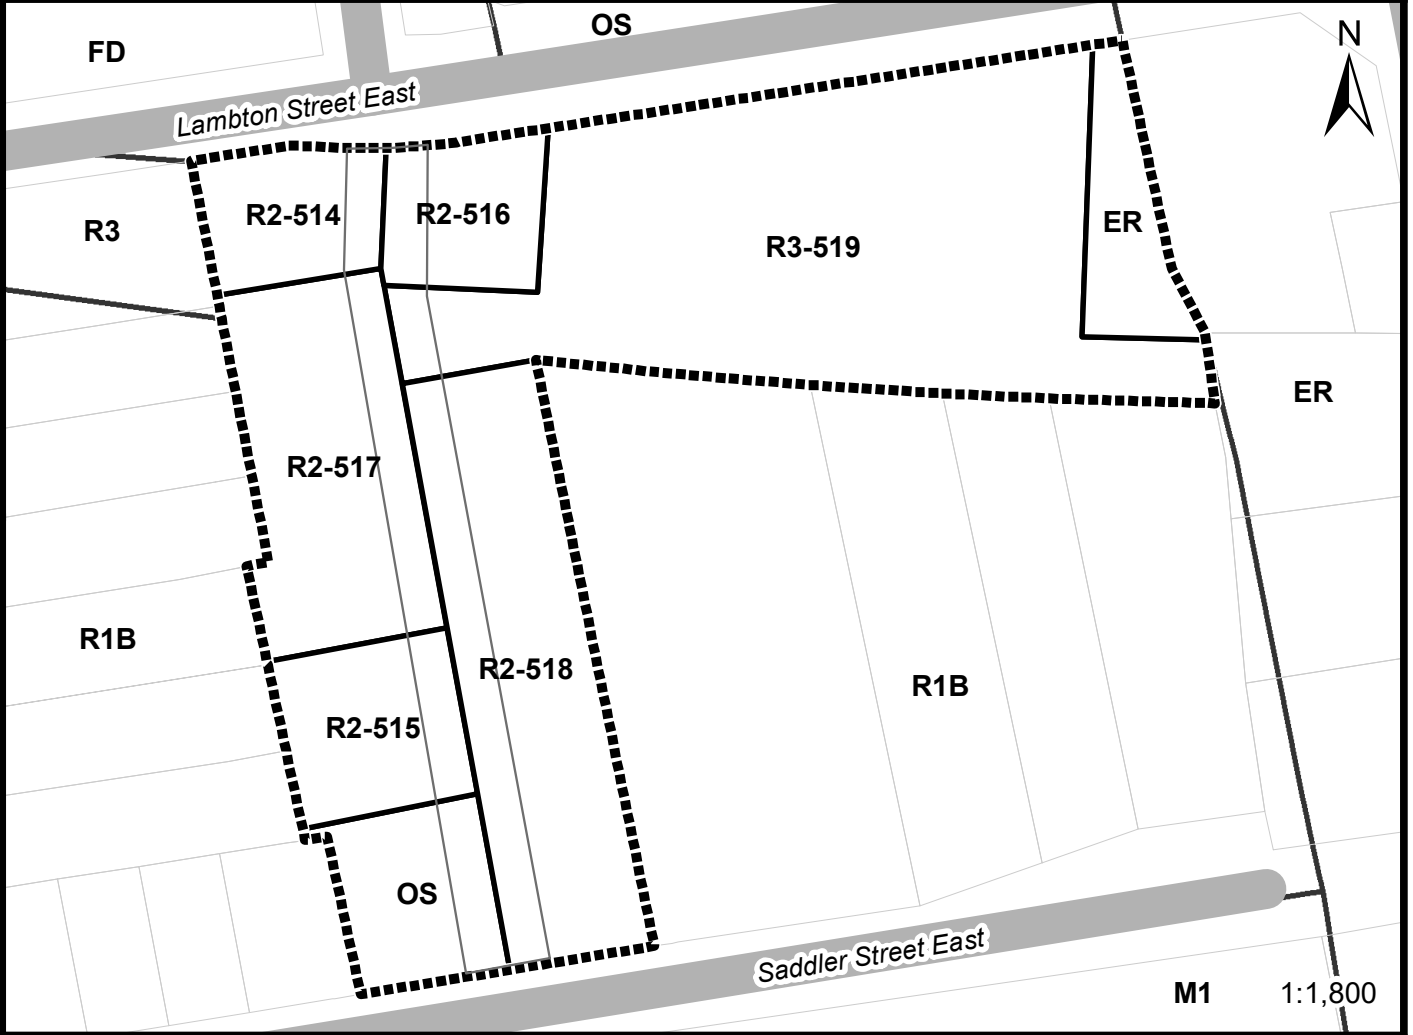 OS
N
FD
Lambton Street East
R2-514
R2-516
ER
R3
R3-519
ER
R2-517
R1B
R2-518
R1B
R2-515
OS
Saddler Street East
M1
1:1,800